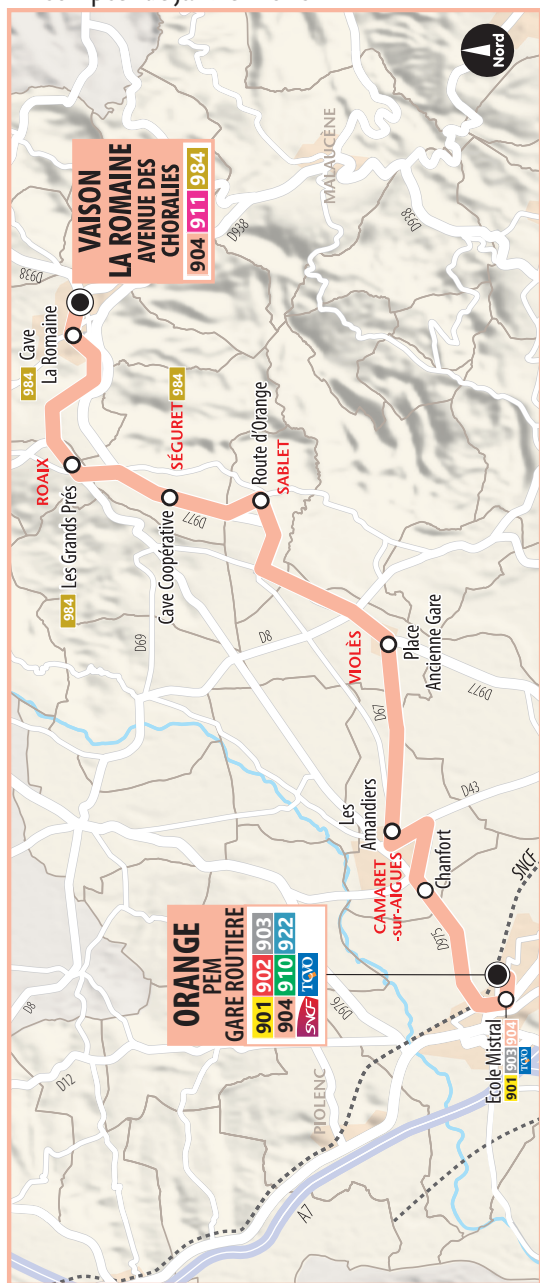 Nord
VAISON
LA ROMAINE
AVENUE DES
CHORALIES
904 911 984
D938
D938
D938
MALAUCÈNE
984
Cave
La Romaine
ROAIX
Les Grands Prés
984
SÉGURET
984
Cave Coopérative
D977
Route d'Orange
SABLET
D69
D8
VIOLÈS
Place
Ancienne Gare
D977
D67
Les
Amandiers
CAMARET
-sur-AIGUES
D43
Chanfort
D975
SNCF
ORANGE
PEM
GARE ROUTIERE
901 902 903
904 910 922
SNCF TCVO
Ecole Mistral
901 903 904
TCVO
D976
PIOLENC
D8
D12
A7